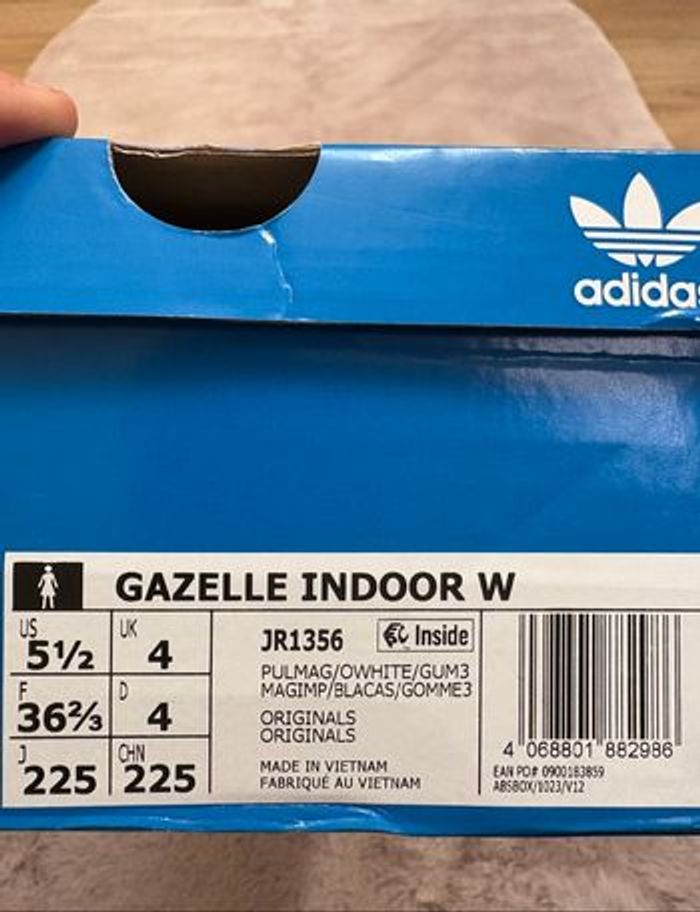 adidas
GAZELLE INDOOR W
US 5½
UK 4
F 36⅔
D 4
J 225
CHN 225
JR1356
Inside
PULMAG/OWHITE/GUM3
MAGIMP/BLACAS/GOMME3
ORIGINALS
ORIGINALS
MADE IN VIETNAM
FABRIQUÉ AU VIETNAM
4 068801 882986
EAN PO# 0900183859
ABSBOX/1023/V12